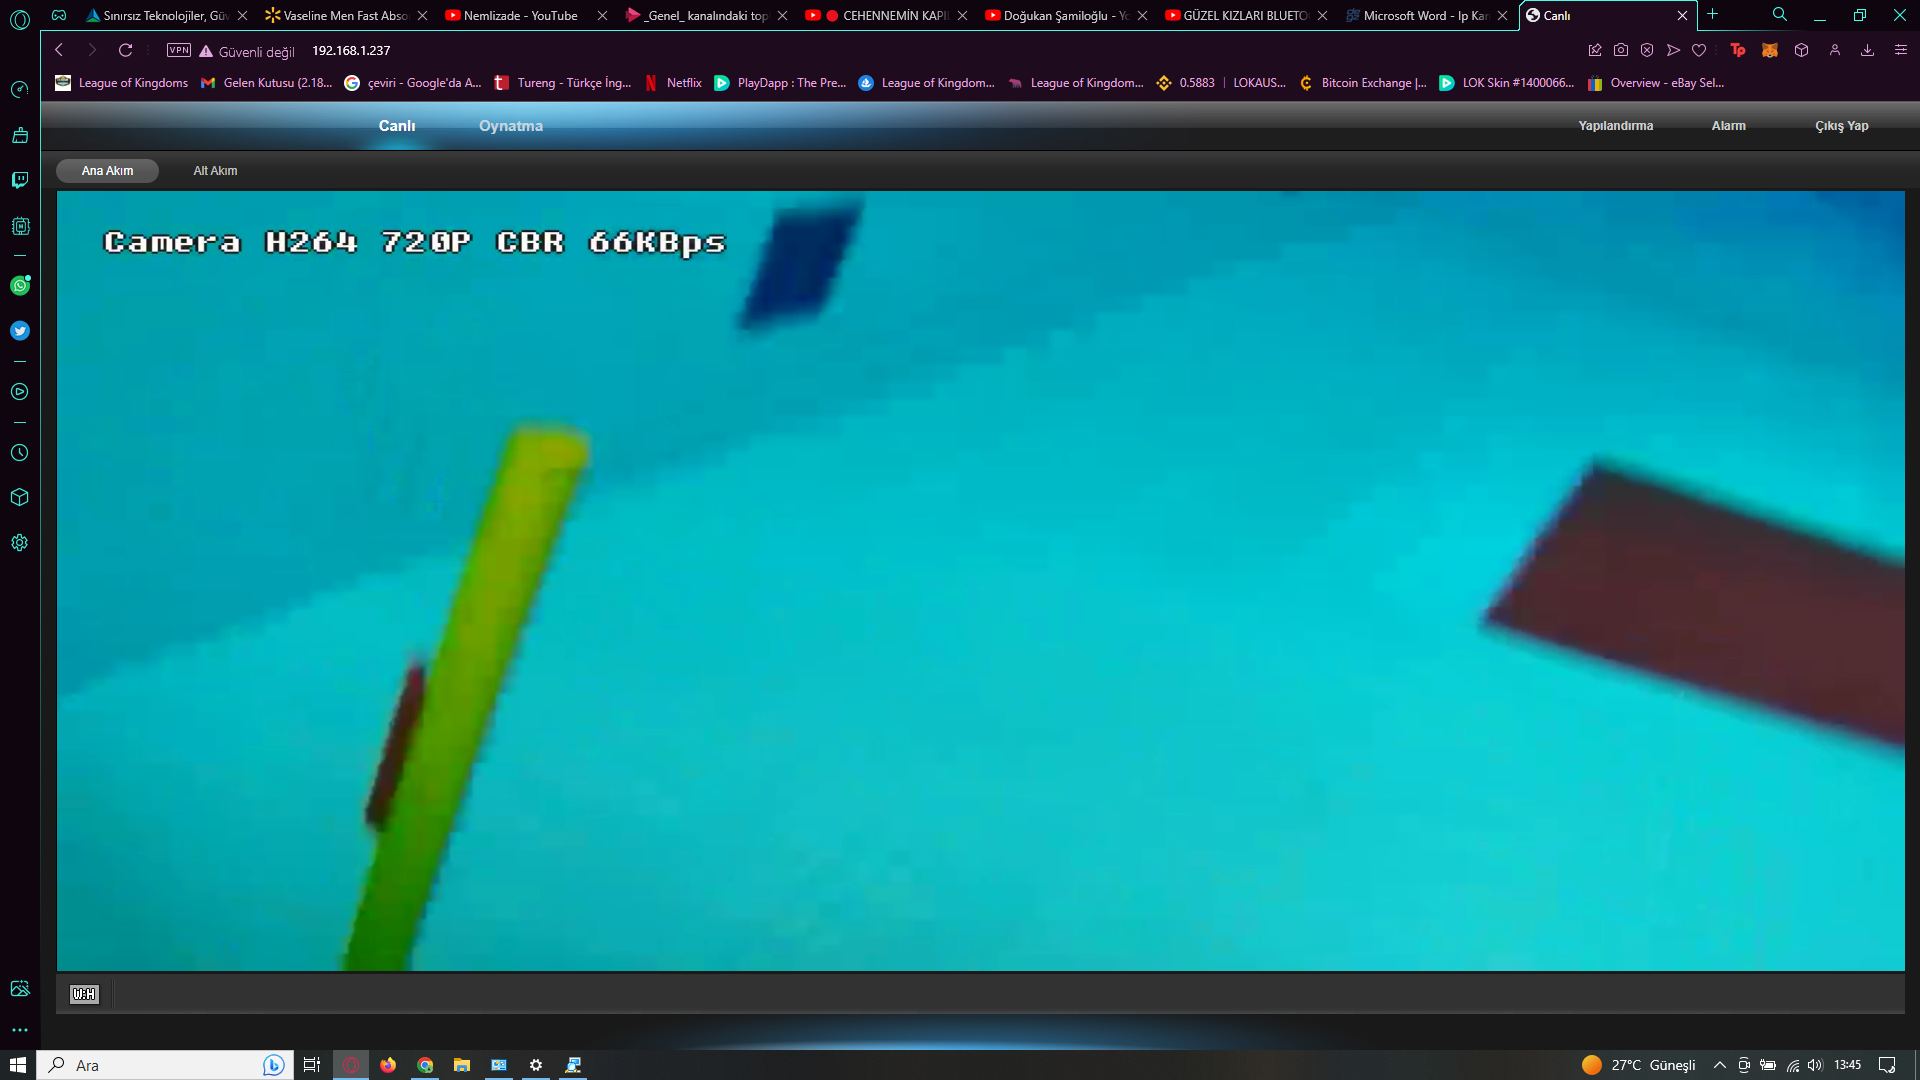 Sınırsız Teknolojiler, Güv
Vaseline Men Fast Abso
Nemlizade - YouTube
_Genel_ kanalındaki top
CEHENNEMİN KAPI
Doğukan Şamiloğlu - Yo
GÜZEL KIZLARI BLUETO
Microsoft Word - Ip Kam
Canlı
VPN Güvenli değil 192.168.1.237
League of Kingdoms
Gelen Kutusu (2.18...
çeviri - Google'da A...
Tureng - Türkçe İng...
Netflix
PlayDapp : The Pre...
League of Kingdom...
League of Kingdom...
0.5883 | LOKAUS...
Bitcoin Exchange |...
LOK Skin #1400066...
Overview - eBay Sel...
Canlı Oynatma Yapılandırma Alarm Çıkış Yap
Ana Akım Alt Akım
Camera H264 720P CBR 66KBps
W:H
Ara
27°C Güneşli
13:45